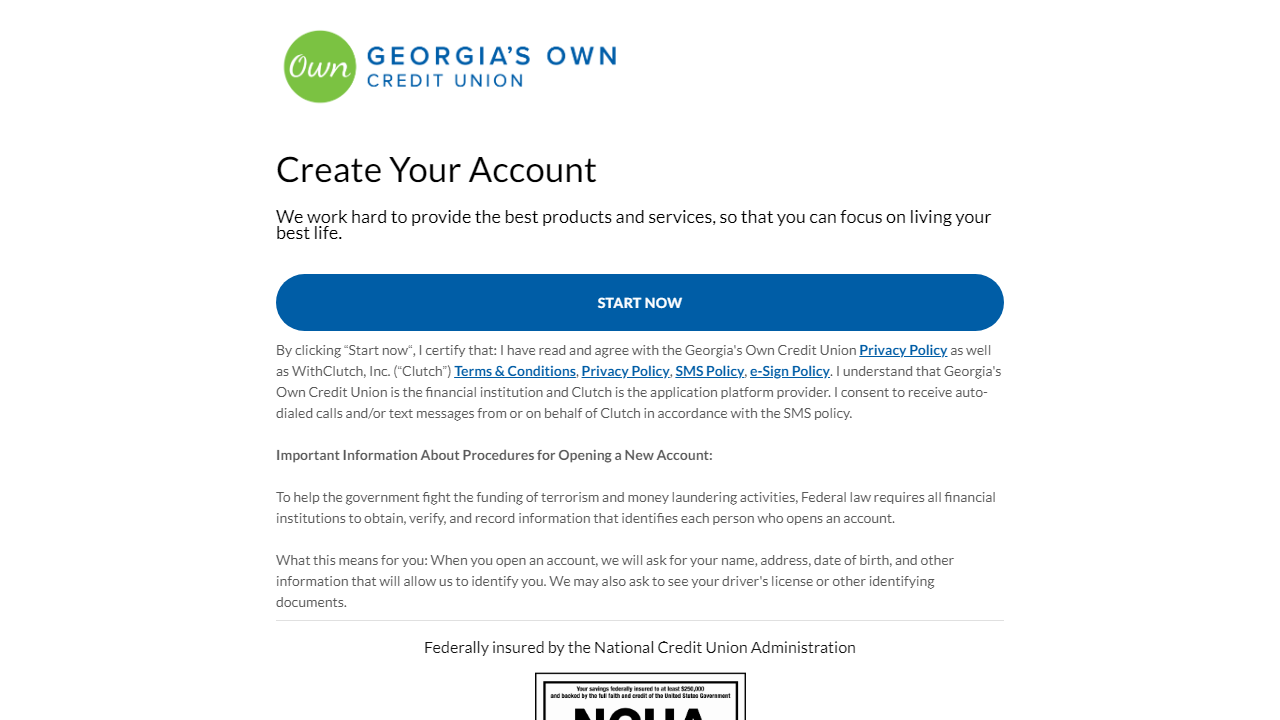 Own
GEORGIA'S OWN
CREDIT UNION
Create Your Account
We work hard to provide the best products and services, so that you can focus on living your
best life.
START NOW
By clicking “Start now“, I certify that: I have read and agree with the Georgia's Own Credit Union Privacy Policy as well
as WithClutch, Inc. (“Clutch”) Terms & Conditions, Privacy Policy, SMS Policy, e-Sign Policy. I understand that Georgia's
Own Credit Union is the financial institution and Clutch is the application platform provider. I consent to receive auto-
dialed calls and/or text messages from or on behalf of Clutch in accordance with the SMS policy.
Important Information About Procedures for Opening a New Account:
To help the government fight the funding of terrorism and money laundering activities, Federal law requires all financial
institutions to obtain, verify, and record information that identifies each person who opens an account.
What this means for you: When you open an account, we will ask for your name, address, date of birth, and other
information that will allow us to identify you. We may also ask to see your driver's license or other identifying
documents.
Federally insured by the National Credit Union Administration
Your savings federally insured to at least $250,000
and backed by the full faith and credit of the United States Government
NCUA